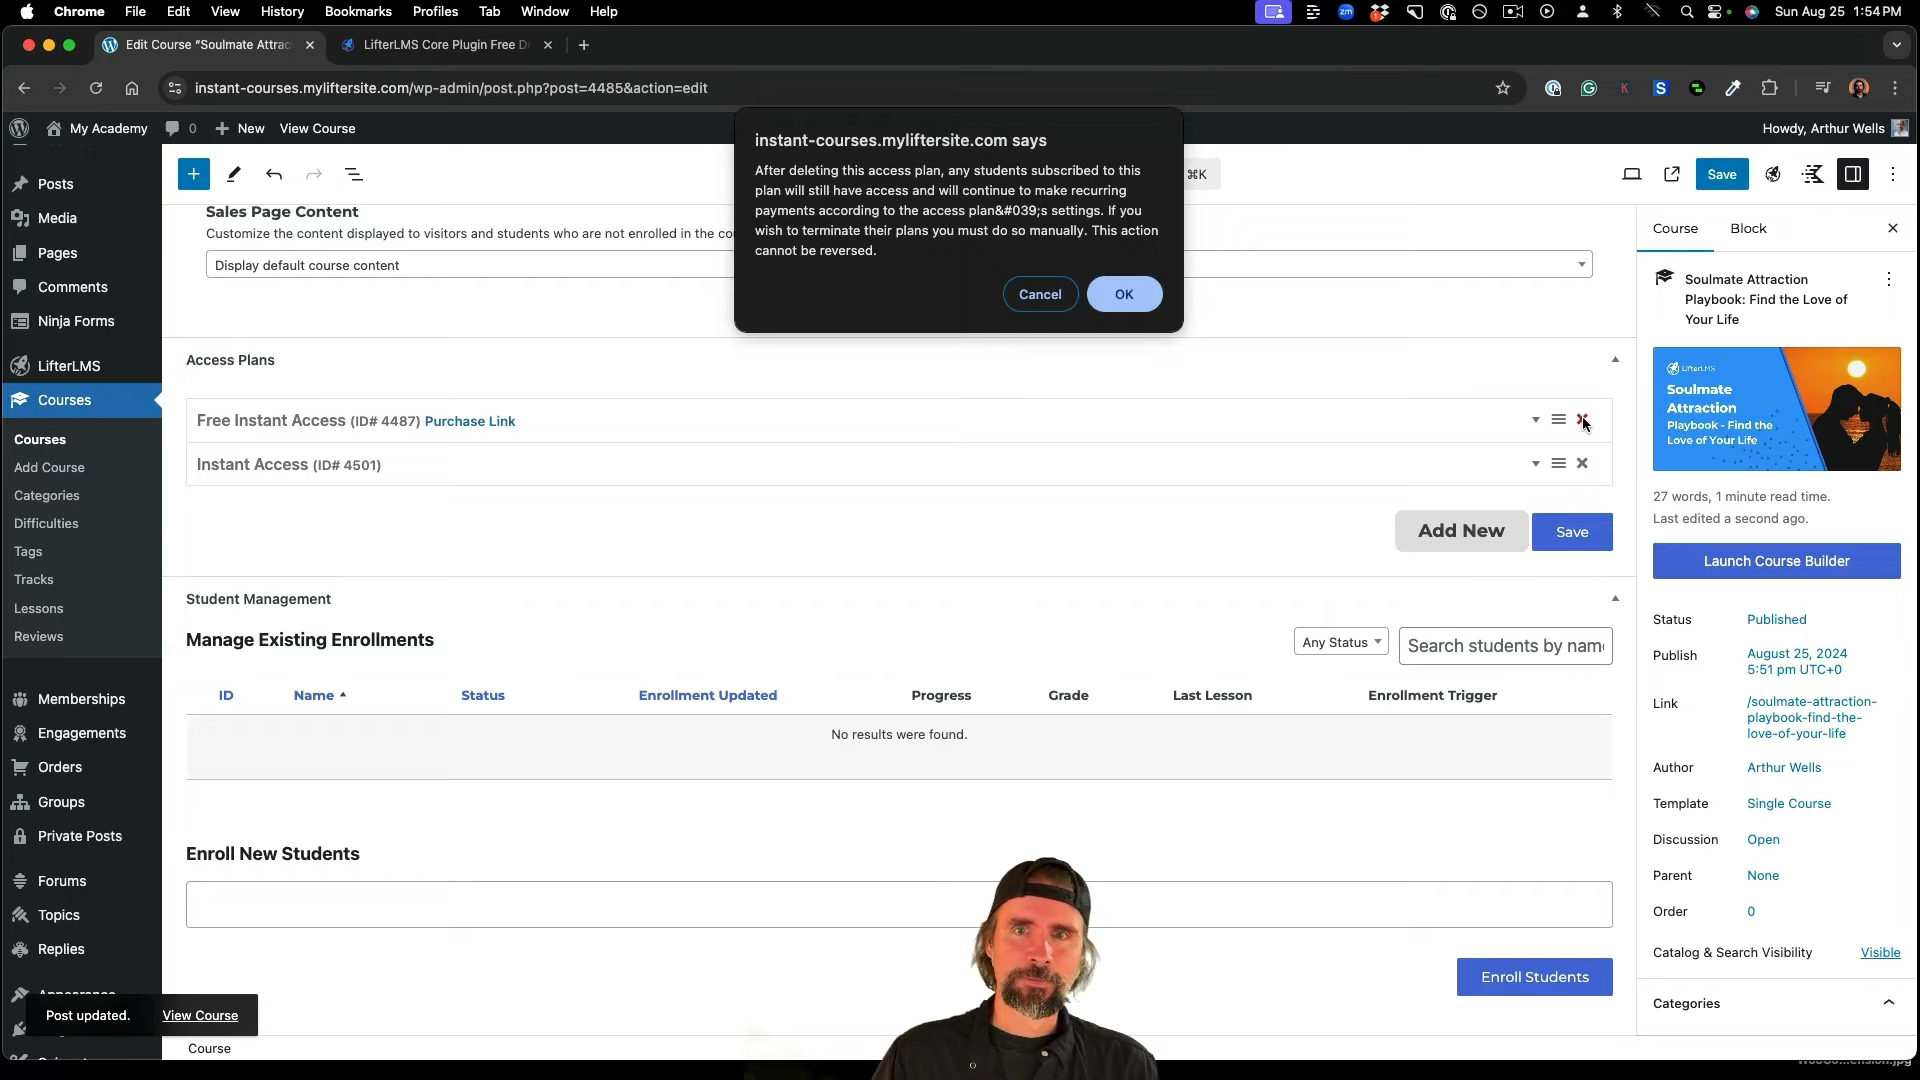 Chrome File Edit View History Bookmarks Profiles Tab Window Help
zm
Sun Aug 25 1:54 PM
Edit Course “Soulmate Attrac
LifterLMS Core Plugin Free D
instant-courses.myliftersite.com/wp-admin/post.php?post=4485&action=edit
My Academy 0 New View Course
Howdy, Arthur Wells
instant-courses.myliftersite.com says
After deleting this access plan, any students subscribed to this
plan will still have access and will continue to make recurring
payments according to the access plan&#039;s settings. If you
wish to terminate their plans you must do so manually. This action
cannot be reversed.
Cancel OK
⌘K
Save
Posts
Media
Pages
Comments
Ninja Forms
LifterLMS
Courses
Courses
Add Course
Categories
Difficulties
Tags
Tracks
Lessons
Reviews
Memberships
Engagements
Orders
Groups
Private Posts
Forums
Topics
Replies
Appearance
Post updated. View Course
Sales Page Content
Customize the content displayed to visitors and students who are not enrolled in the co
Display default course content
Access Plans
Free Instant Access (ID# 4487) Purchase Link
Instant Access (ID# 4501)
Add New Save
Student Management
Manage Existing Enrollments
Any Status
Search students by name
ID Name Status Enrollment Updated Progress Grade Last Lesson Enrollment Trigger
No results were found.
Enroll New Students
Enroll Students
Course
Course Block
Soulmate Attraction
Playbook: Find the Love of
Your Life
LifterLMS
Soulmate
Attraction
Playbook - Find the
Love of Your Life
27 words, 1 minute read time.
Last edited a second ago.
Launch Course Builder
Status Published
Publish August 25, 2024
5:51 pm UTC+0
Link /soulmate-attraction-
playbook-find-the-
love-of-your-life
Author Arthur Wells
Template Single Course
Discussion Open
Parent None
Order 0
Catalog & Search Visibility Visible
Categories